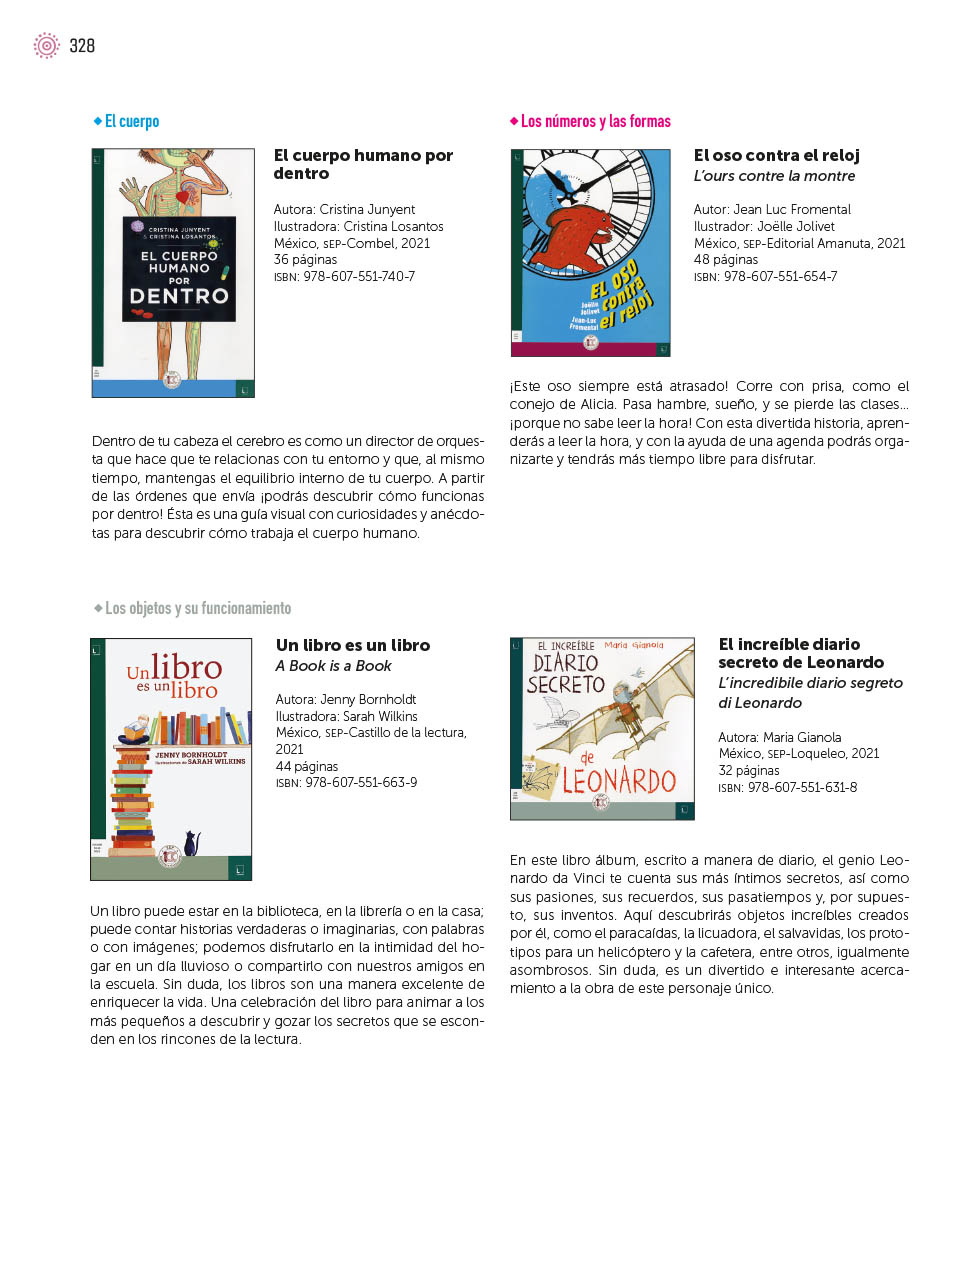 328
El cuerpo
El cuerpo humano por
dentro
Autora: Cristina Junyent
Ilustradora: Cristina Losantos
México, SEP-Combel, 2021
36 páginas
ISBN: 978-607-551-740-7
CRISTINA JUNYENT
& CRISTINA LOSANTOS
EL CUERPO
HUMANO
POR
DENTRO
Dentro de tu cabeza el cerebro es como un director de orques-
ta que hace que te relacionas con tu entorno y que, al mismo
tiempo, mantengas el equilibrio interno de tu cuerpo. A partir
de las órdenes que envía ¡podrás descubrir cómo funcionas
por dentro! Ésta es una guía visual con curiosidades y anécdo-
tas para descubrir cómo trabaja el cuerpo humano.
Los números y las formas
El oso contra el reloj
L'ours contre la montre
Autor: Jean Luc Fromental
Ilustrador: Joëlle Jolivet
México, SEP-Editorial Amanuta, 2021
48 páginas
ISBN: 978-607-551-654-7
EL OSO
contra
el reloj
Joëlle
Jolivet
Jean-Luc
Fromental
¡Este oso siempre está atrasado! Corre con prisa, como el
conejo de Alicia. Pasa hambre, sueño, y se pierde las clases...
¡porque no sabe leer la hora! Con esta divertida historia, apren-
derás a leer la hora, y con la ayuda de una agenda podrás orga-
nizarte y tendrás más tiempo libre para disfrutar.
Los objetos y su funcionamiento
Un libro es un libro
A Book is a Book
Autora: Jenny Bornholdt
Ilustradora: Sarah Wilkins
México, SEP-Castillo de la lectura,
2021
44 páginas
ISBN: 978-607-551-663-9
Un libro
es un libro
JENNY BORNHOLDT
Ilustraciones de SARAH WILKINS
Un libro puede estar en la biblioteca, en la librería o en la casa;
puede contar historias verdaderas o imaginarias, con palabras
o con imágenes; podemos disfrutarlo en la intimidad del ho-
gar en un día lluvioso o compartirlo con nuestros amigos en
la escuela. Sin duda, los libros son una manera excelente de
enriquecer la vida. Una celebración del libro para animar a los
más pequeños a descubrir y gozar los secretos que se escon-
den en los rincones de la lectura.
El increíble diario
secreto de Leonardo
L'incredibile diario segreto
di Leonardo
Autora: Maria Gianola
México, SEP-Loqueleo, 2021
32 páginas
ISBN: 978-607-551-631-8
EL INCREÍBLE Maria Gianola
DIARIO
SECRETO
de
LEONARDO
En este libro álbum, escrito a manera de diario, el genio Leo-
nardo da Vinci te cuenta sus más íntimos secretos, así como
sus pasiones, sus recuerdos, sus pasatiempos y, por supues-
to, sus inventos. Aquí descubrirás objetos increíbles creados
por él, como el paracaídas, la licuadora, el salvavidas, los proto-
tipos para un helicóptero y la cafetera, entre otros, igualmente
asombrosos. Sin duda, es un divertido e interesante acerca-
miento a la obra de este personaje único.